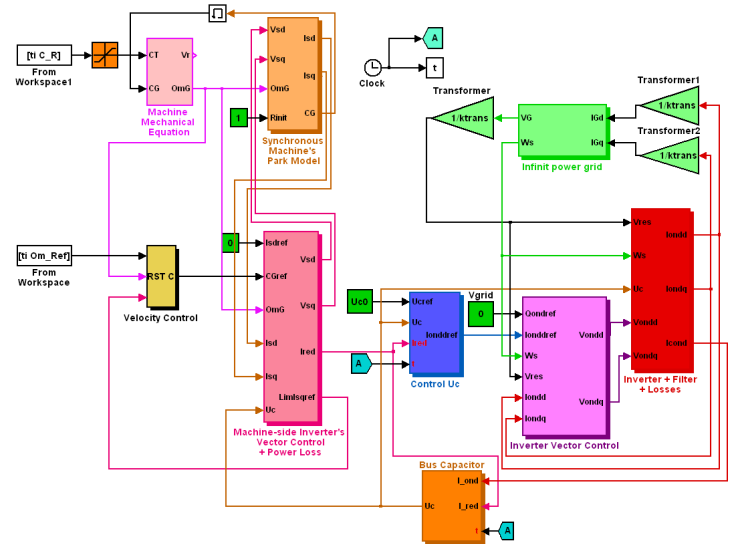 [ti C_R]
From
Workspace1
CT
Vr
CG
OmG
Machine
Mechanical
Equation
Vsd
Isd
Vsq
Isq
OmG
Rinit
CG
1
Synchronous
Machine's
Park Model
Clock
A
t
Transformer
1/ktrans
VG
IGd
Ws
IGq
Infinit power grid
Transformer1
1/ktrans
Transformer2
1/ktrans
[ti Om_Ref]
From
Workspace
RST C
Velocity Control
0
Isdref
Vsd
CGref
Vsq
OmG
Isd
Ired
Isq
LimIsqref
Uc
Machine-side Inverter's
Vector Control
+ Power Loss
Uc0
A
Ucref
Uc
Ionddref
t
Control Uc
Vgrid
0
Qondref
Ionddref
Vondd
Ws
Vres
Iondd
Vondq
Iondq
Inverter Vector Control
Vres
Iondd
Ws
Uc
Iondq
Vondd
Icond
Vondq
Inverter + Filter
+ Losses
Bus Capacitor
I_ond
Uc
I_red
t
A